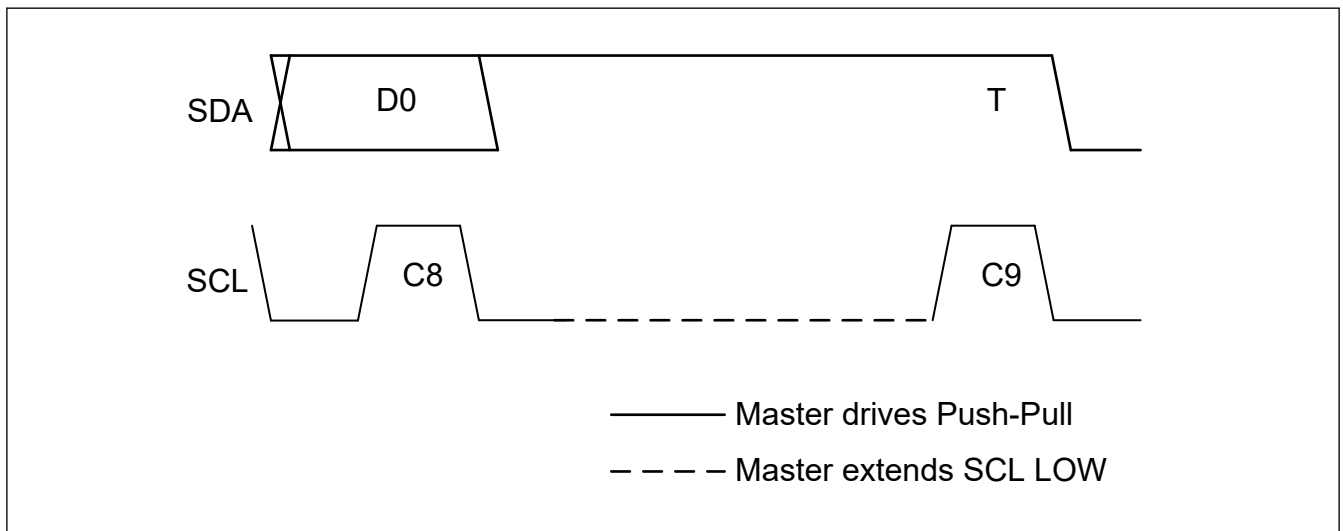 D0
T
SDA
C8
C9
SCL
Master drives Push-Pull
Master extends SCL LOW